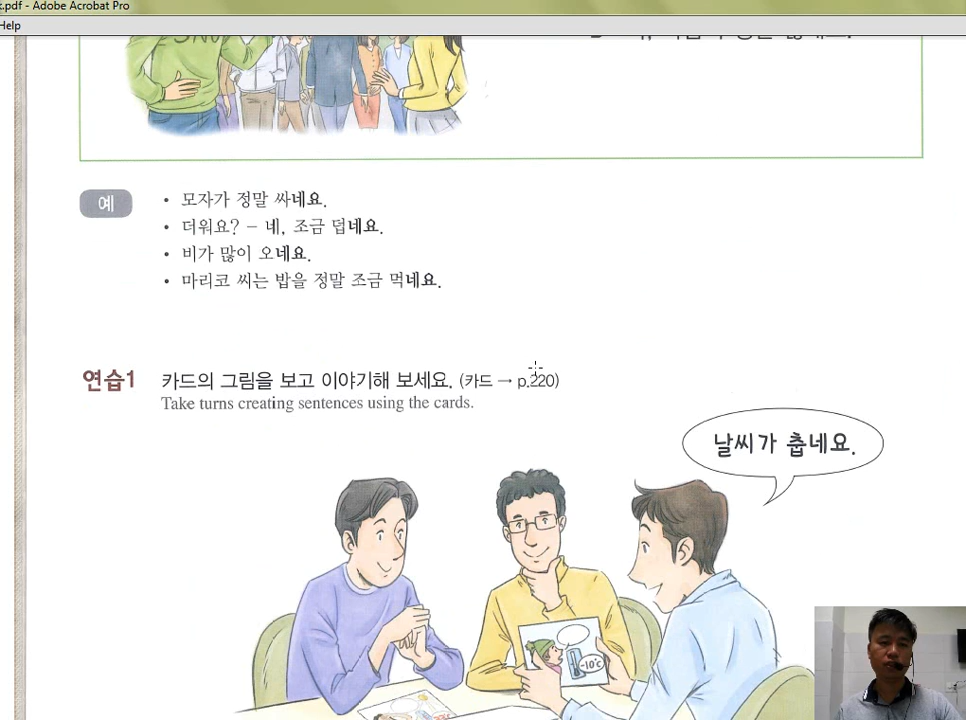 .pdf - Adobe Acrobat Pro
Help
예
• 모자가 정말 싸네요.
• 더워요? – 네, 조금 덥네요.
• 비가 많이 오네요.
• 마리코 씨는 밥을 정말 조금 먹네요.
연습1 카드의 그림을 보고 이야기해 보세요. (카드 → p.220)
Take turns creating sentences using the cards.
날씨가 춥네요.
-10℃